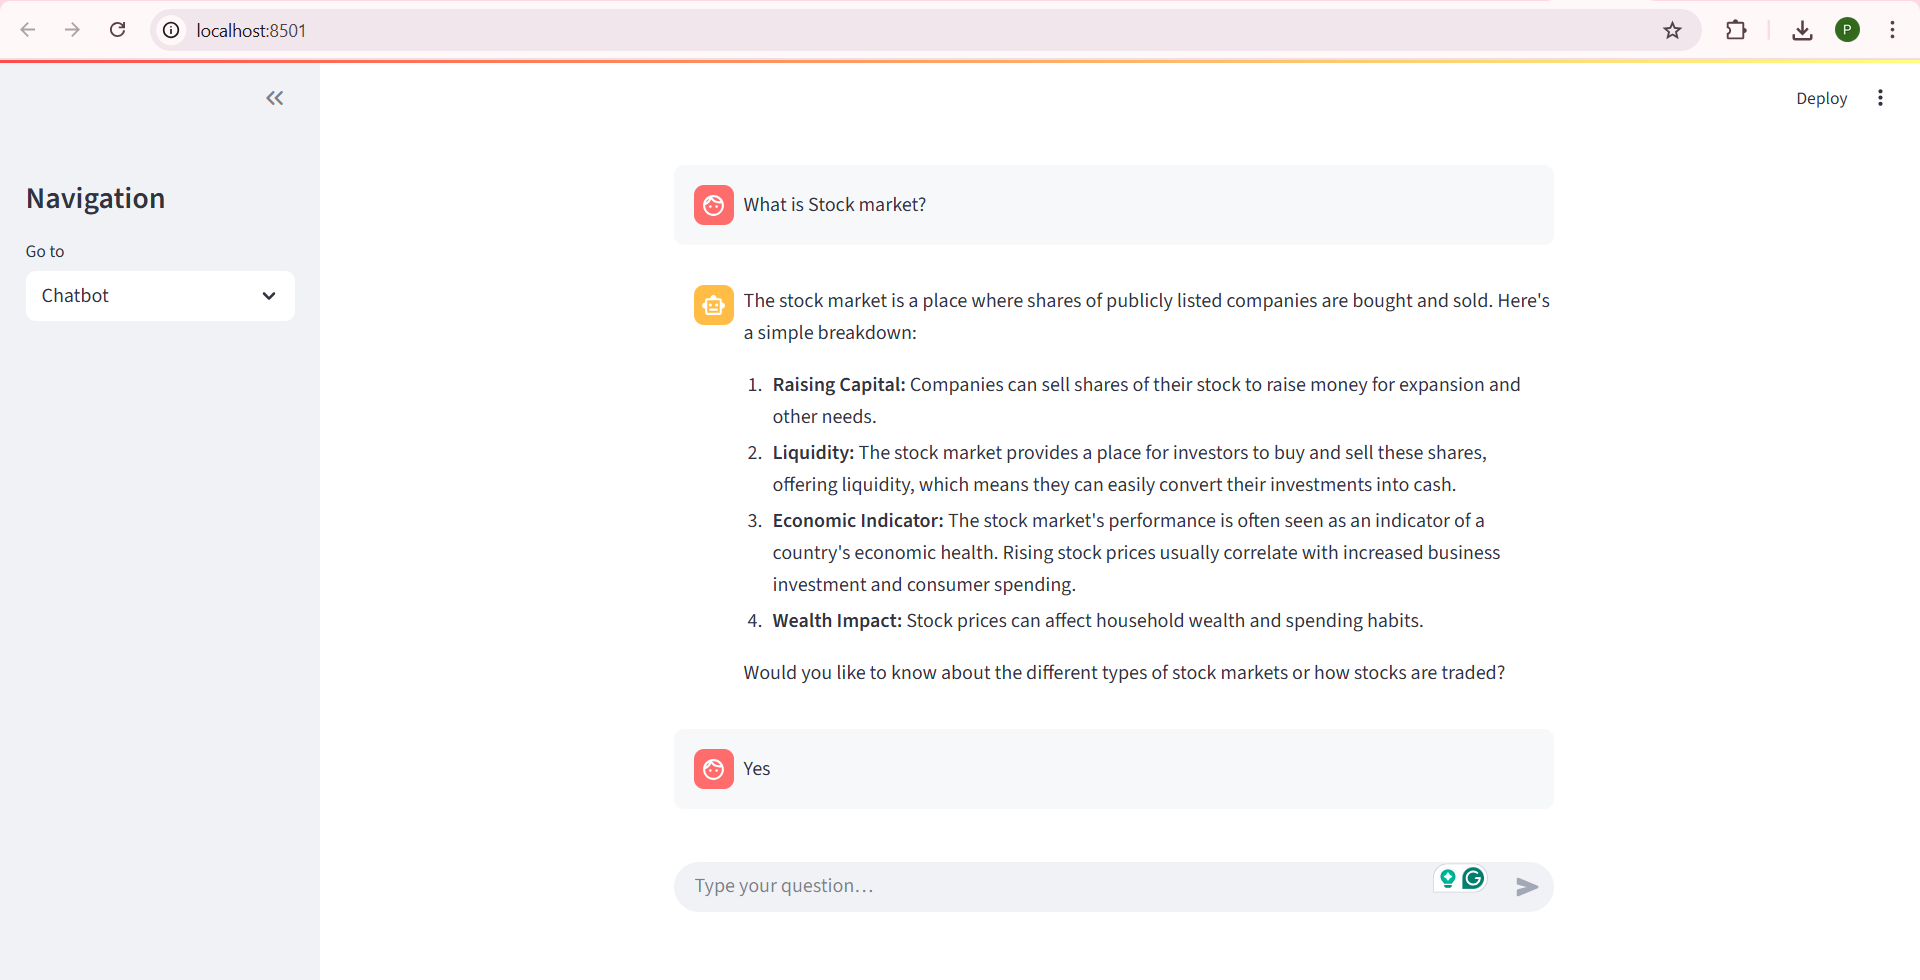 localhost:8501
P
Deploy
Navigation
Go to
Chatbot
What is Stock market?
The stock market is a place where shares of publicly listed companies are bought and sold. Here's
a simple breakdown:
1. Raising Capital: Companies can sell shares of their stock to raise money for expansion and
other needs.
2. Liquidity: The stock market provides a place for investors to buy and sell these shares,
offering liquidity, which means they can easily convert their investments into cash.
3. Economic Indicator: The stock market's performance is often seen as an indicator of a
country's economic health. Rising stock prices usually correlate with increased business
investment and consumer spending.
4. Wealth Impact: Stock prices can affect household wealth and spending habits.
Would you like to know about the different types of stock markets or how stocks are traded?
Yes
Type your question…